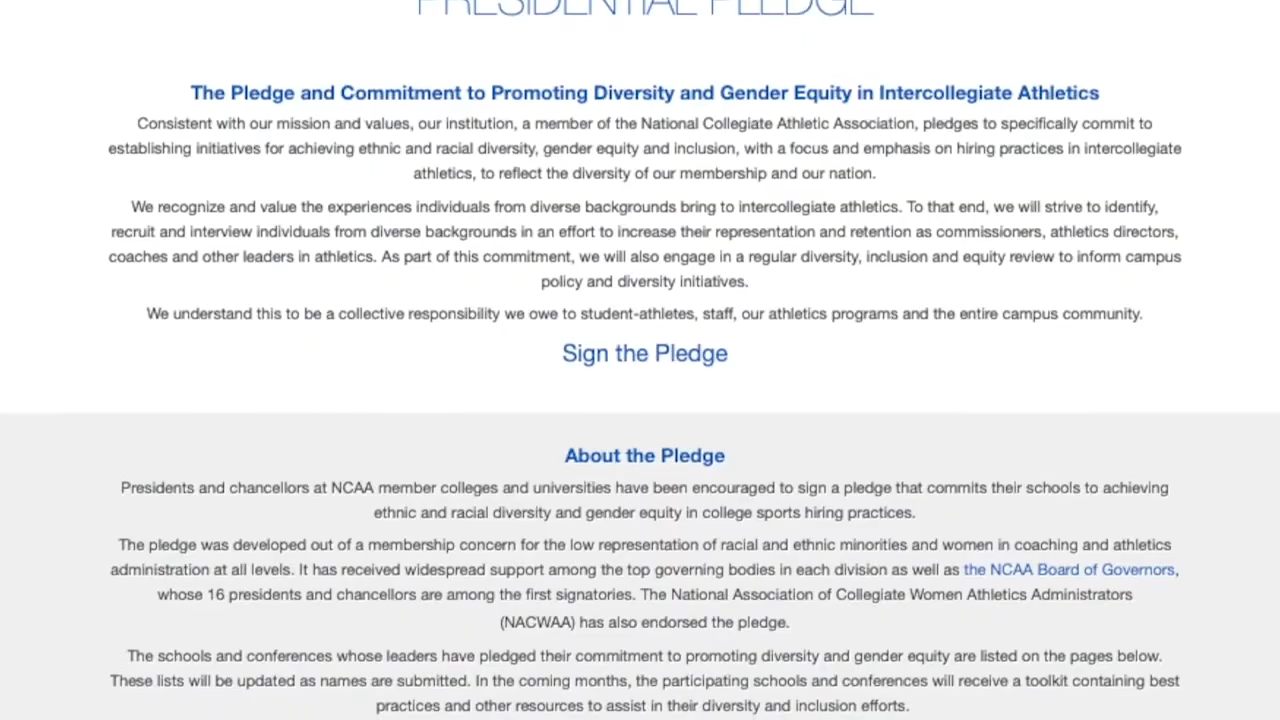 PRESIDENTIAL PLEDGE
The Pledge and Commitment to Promoting Diversity and Gender Equity in Intercollegiate Athletics
Consistent with our mission and values, our institution, a member of the National Collegiate Athletic Association, pledges to specifically commit to
establishing initiatives for achieving ethnic and racial diversity, gender equity and inclusion, with a focus and emphasis on hiring practices in intercollegiate
athletics, to reflect the diversity of our membership and our nation.
We recognize and value the experiences individuals from diverse backgrounds bring to intercollegiate athletics. To that end, we will strive to identify,
recruit and interview individuals from diverse backgrounds in an effort to increase their representation and retention as commissioners, athletics directors,
coaches and other leaders in athletics. As part of this commitment, we will also engage in a regular diversity, inclusion and equity review to inform campus
policy and diversity initiatives.
We understand this to be a collective responsibility we owe to student-athletes, staff, our athletics programs and the entire campus community.
Sign the Pledge
About the Pledge
Presidents and chancellors at NCAA member colleges and universities have been encouraged to sign a pledge that commits their schools to achieving
ethnic and racial diversity and gender equity in college sports hiring practices.
The pledge was developed out of a membership concern for the low representation of racial and ethnic minorities and women in coaching and athletics
administration at all levels. It has received widespread support among the top governing bodies in each division as well as the NCAA Board of Governors,
whose 16 presidents and chancellors are among the first signatories. The National Association of Collegiate Women Athletics Administrators
(NACWAA) has also endorsed the pledge.
The schools and conferences whose leaders have pledged their commitment to promoting diversity and gender equity are listed on the pages below.
These lists will be updated as names are submitted. In the coming months, the participating schools and conferences will receive a toolkit containing best
practices and other resources to assist in their diversity and inclusion efforts.